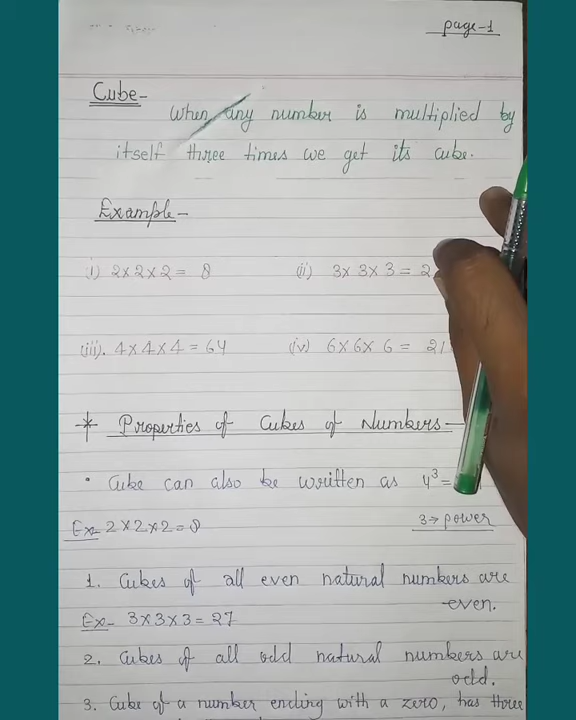 page-1
Cube-
When any number is multiplied by
itself three times we get its cube.
Example-
(i) 2×2×2 = 8 (ii) 3×3×3 = 2
(iii). 4×4×4 = 64 (iv) 6×6×6 = 21
* Properties of Cubes of Numbers-
• Cube can also be written as 4³=
Ex- 2×2×2=8 3→power
1. Cubes of all even natural numbers are
even.
Ex- 3×3×3=27
2. Cubes of all odd natural numbers are
odd.
3. Cube of a number ending with a zero, has three